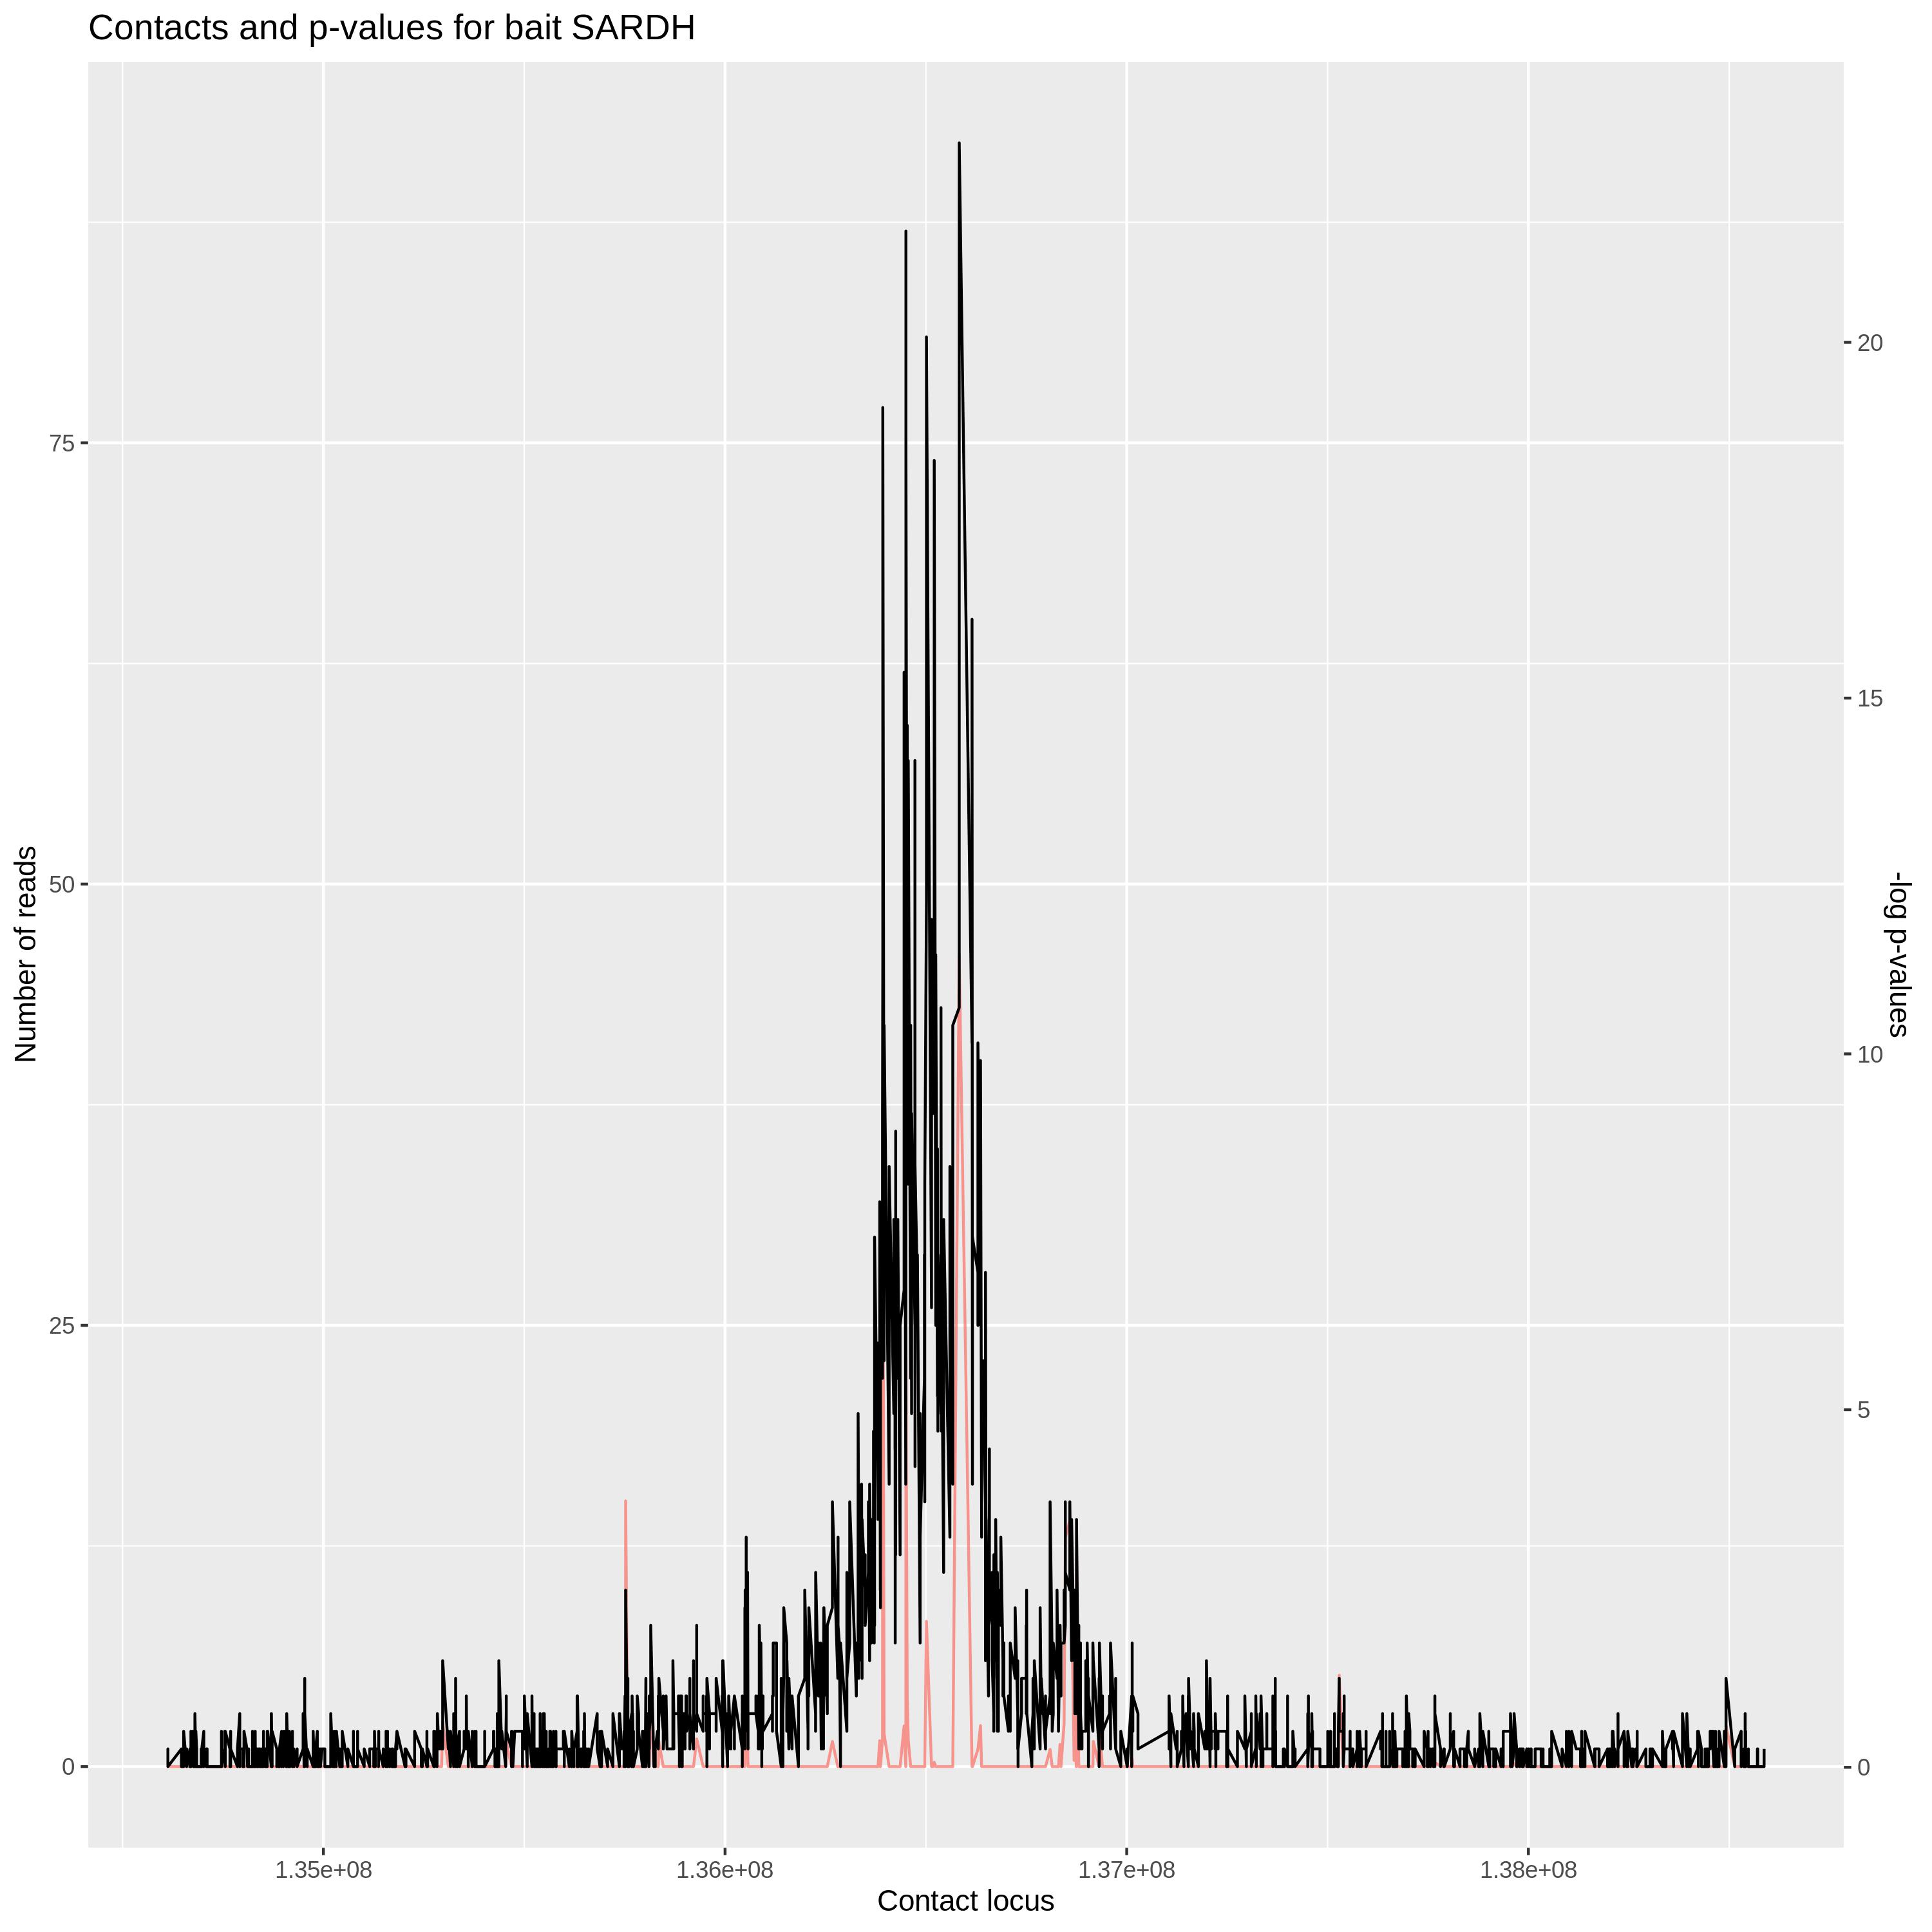 Contacts and p-values for bait SARDH
Number of reads
75
50
25
0
20
15
10
5
0
-log p-values
1.35e+08 1.36e+08 1.37e+08 1.38e+08
Contact locus